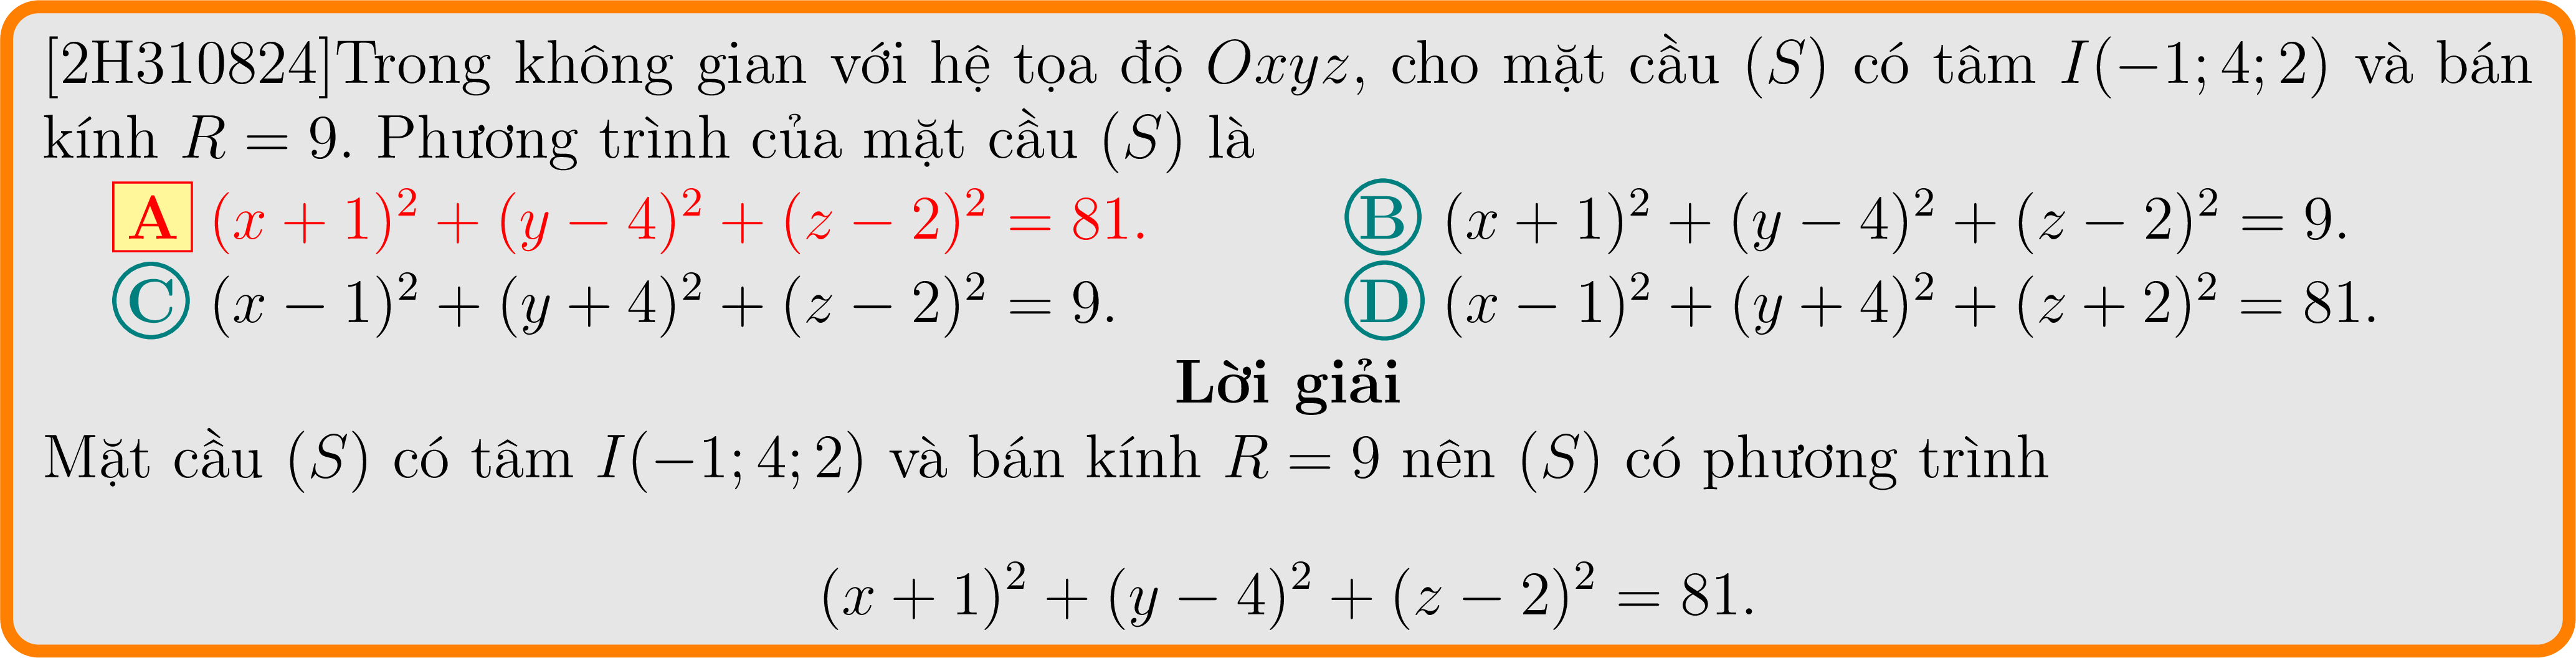 [2H310824]Trong không gian với hệ tọa độ Oxyz, cho mặt cầu (S) có tâm I(−1; 4; 2) và bán
kính R = 9. Phương trình của mặt cầu (S) là
A (x + 1)² + (y − 4)² + (z − 2)² = 81. B (x + 1)² + (y − 4)² + (z − 2)² = 9.
C (x − 1)² + (y + 4)² + (z − 2)² = 9. D (x − 1)² + (y + 4)² + (z + 2)² = 81.
Lời giải
Mặt cầu (S) có tâm I(−1; 4; 2) và bán kính R = 9 nên (S) có phương trình
(x + 1)² + (y − 4)² + (z − 2)² = 81.